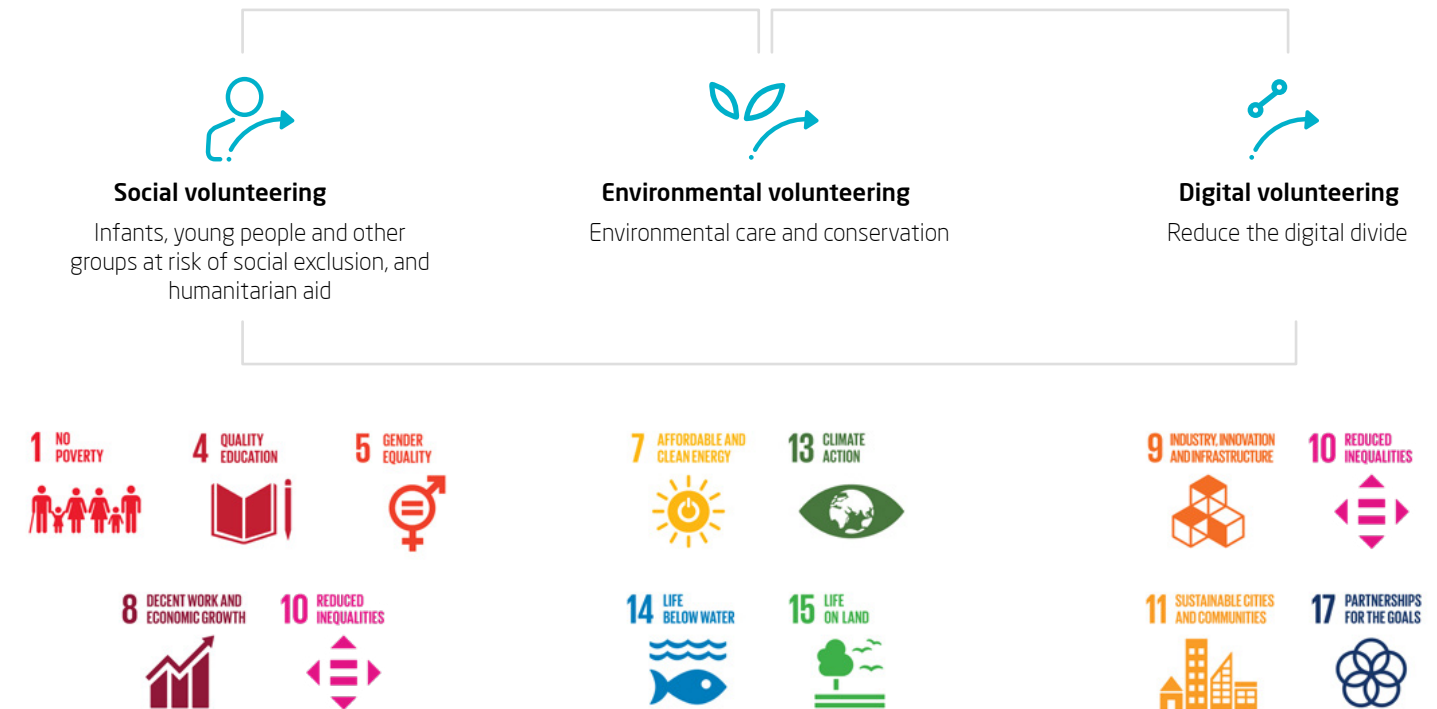 Social volunteering
Infants, young people and other
groups at risk of social exclusion, and
humanitarian aid
Environmental volunteering
Environmental care and conservation
Digital volunteering
Reduce the digital divide
1 NO
POVERTY
4 QUALITY
EDUCATION
5 GENDER
EQUALITY
8 DECENT WORK AND
ECONOMIC GROWTH
10 REDUCED
INEQUALITIES
7 AFFORDABLE AND
CLEAN ENERGY
13 CLIMATE
ACTION
14 LIFE
BELOW WATER
15 LIFE
ON LAND
9 INDUSTRY, INNOVATION
AND INFRASTRUCTURE
10 REDUCED
INEQUALITIES
11 SUSTAINABLE CITIES
AND COMMUNITIES
17 PARTNERSHIPS
FOR THE GOALS